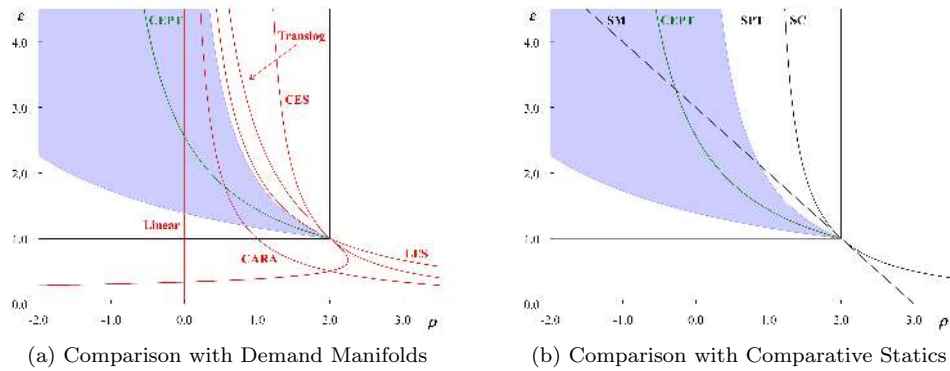 ε
4.0
3.0
2.0
1.0
0.0
-2.0 -1.0 0.0 1.0 2.0 3.0 ρ
CEPT
Translog
CES
Linear
CARA
LES
(a) Comparison with Demand Manifolds
ε
4.0
3.0
2.0
1.0
0.0
-2.0 -1.0 0.0 1.0 2.0 3.0 ρ
SM CEPT SPT SC
(b) Comparison with Comparative Statics